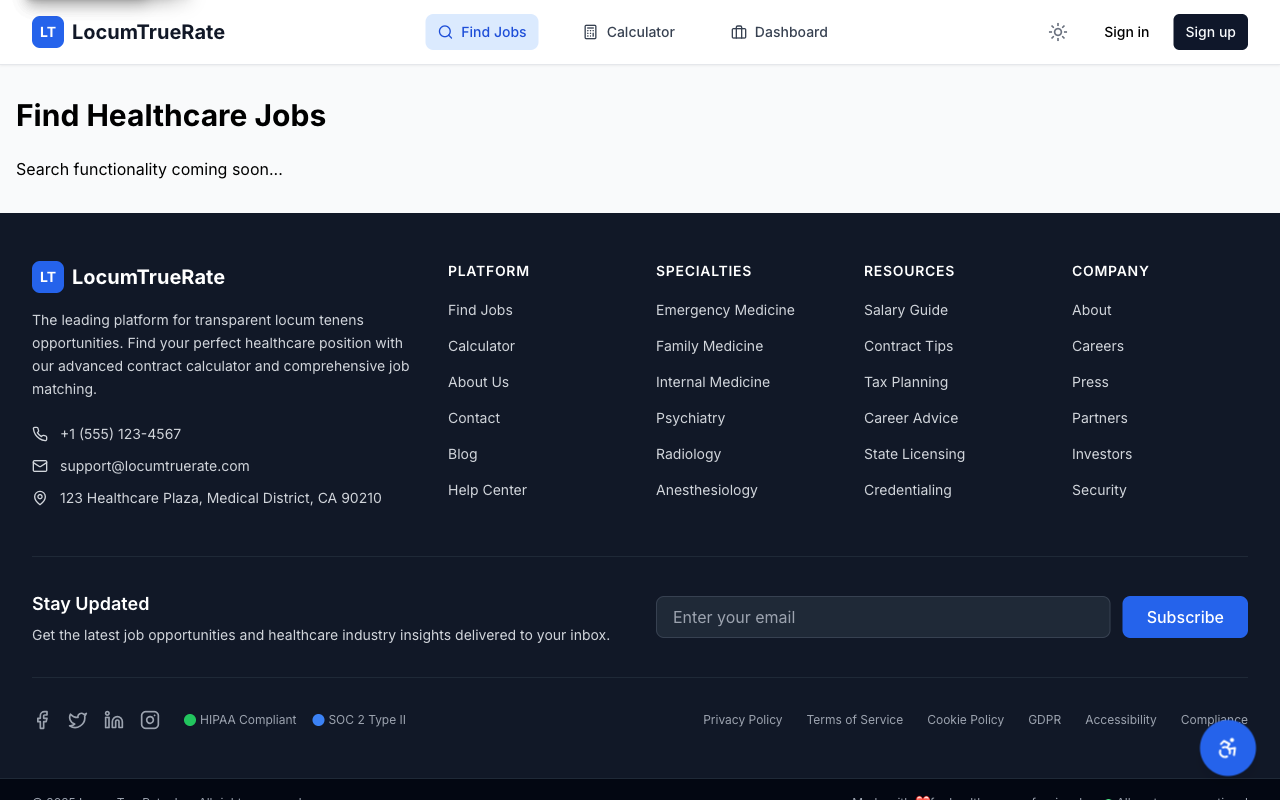 LT LocumTrueRate Find Jobs Calculator Dashboard Sign in Sign up
Find Healthcare Jobs
Search functionality coming soon...
LT LocumTrueRate
The leading platform for transparent locum tenens
opportunities. Find your perfect healthcare position with
our advanced contract calculator and comprehensive job
matching.
+1 (555) 123-4567
support@locumtruerate.com
123 Healthcare Plaza, Medical District, CA 90210
PLATFORM
Find Jobs
Calculator
About Us
Contact
Blog
Help Center
SPECIALTIES
Emergency Medicine
Family Medicine
Internal Medicine
Psychiatry
Radiology
Anesthesiology
RESOURCES
Salary Guide
Contract Tips
Tax Planning
Career Advice
State Licensing
Credentialing
COMPANY
About
Careers
Press
Partners
Investors
Security
Stay Updated
Get the latest job opportunities and healthcare industry insights delivered to your inbox.
Enter your email Subscribe
HIPAA Compliant SOC 2 Type II Privacy Policy Terms of Service Cookie Policy GDPR Accessibility Compliance